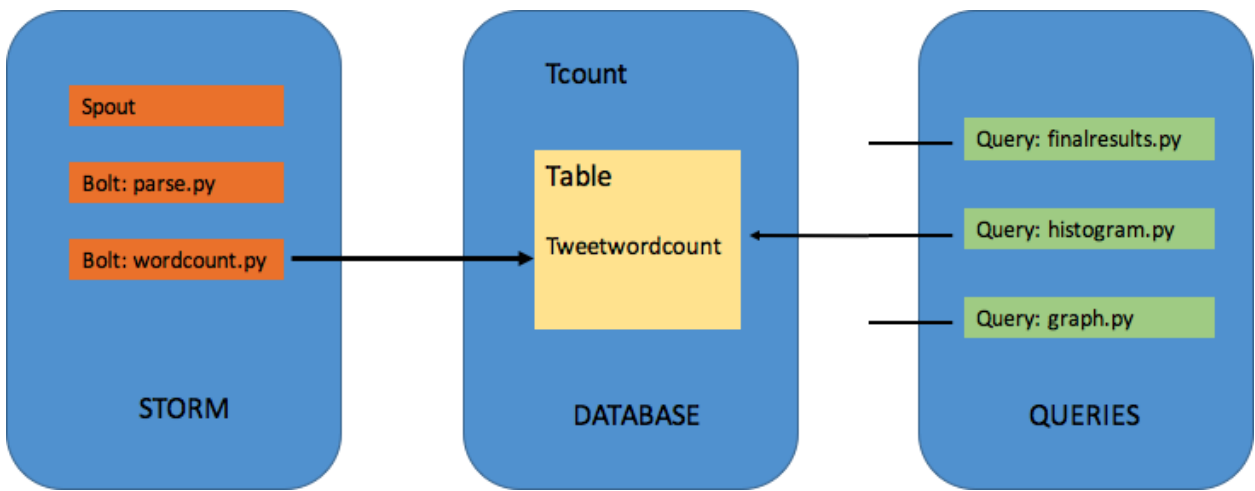 Spout
Bolt: parse.py
Bolt: wordcount.py
STORM
Tcount
Table
Tweetwordcount
DATABASE
Query: finalresults.py
Query: histogram.py
Query: graph.py
QUERIES